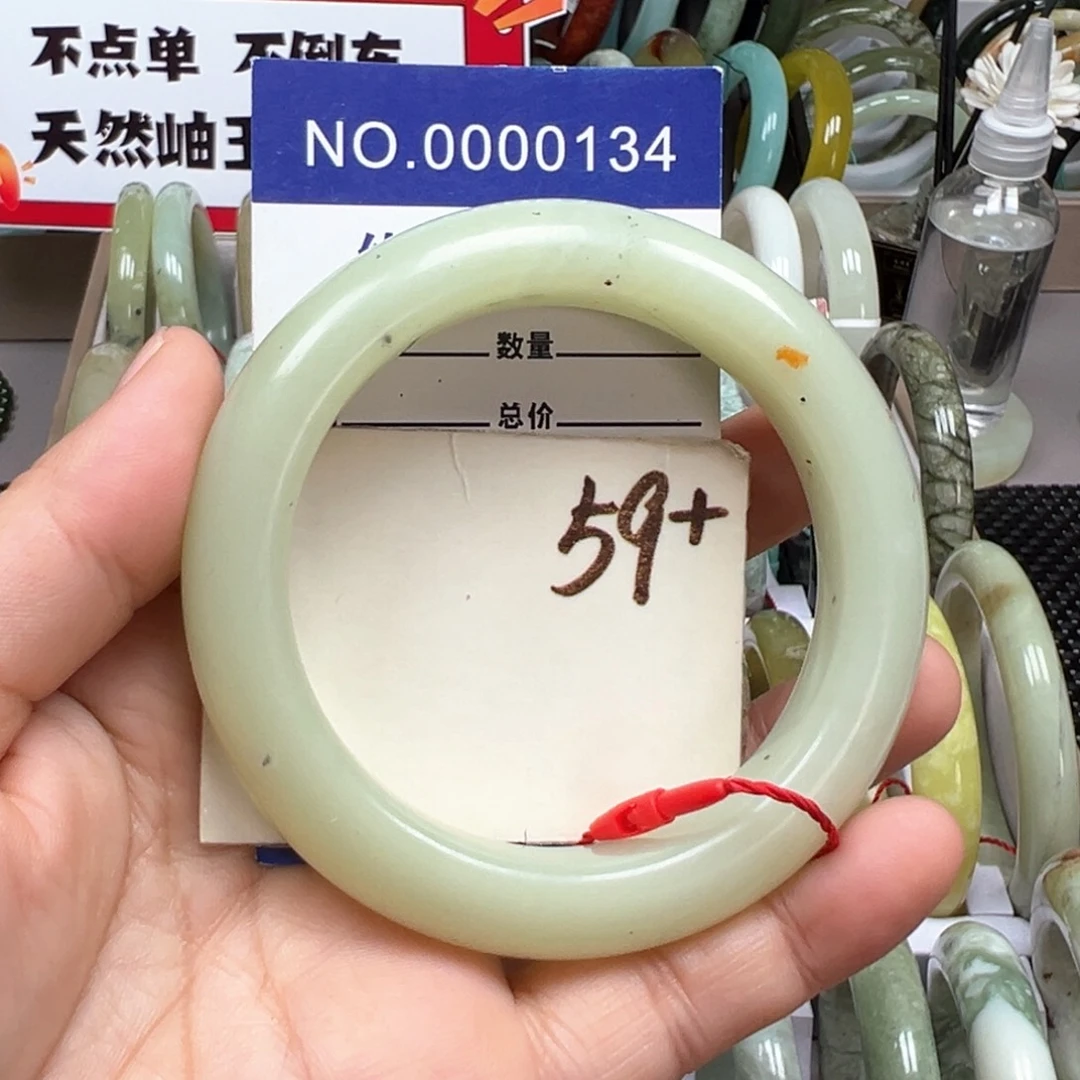 不点单 不倒车
天然岫玉
NO.0000134
数量
总价
59+